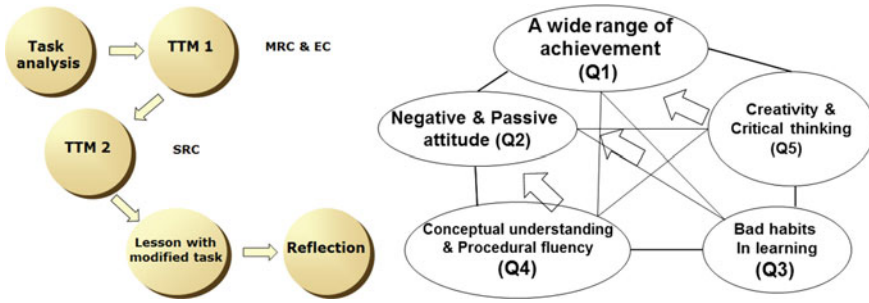 Task
analysis
TTM 1
MRC & EC
TTM 2
SRC
Lesson with
modified task
Reflection
A wide range
of
achievement
(Q1)
Negative & Passive
attitude (Q2)
Creativity &
Critical thinking
(Q5)
Conceptual understanding
& Procedural fluency
(Q4)
Bad habits
In learning
(Q3)